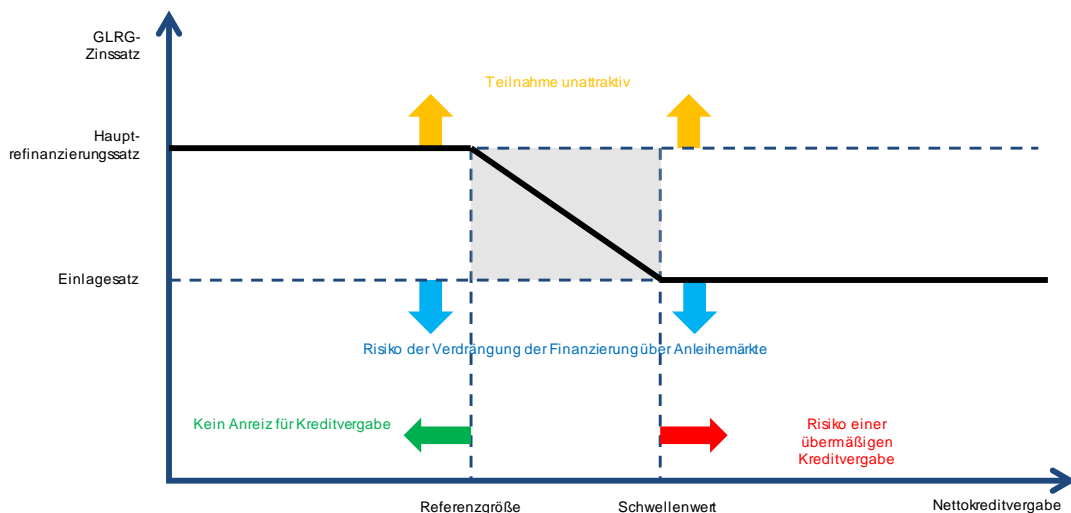 GLRG-
Zinssatz
Teilnahme unattraktiv
Haupt-
refinanzierungssatz
Einlagesatz
Risiko der Verdrängung der Finanzierung über Anleihemärkte
Kein Anreiz für Kreditvergabe
Risiko einer
übermäßigen
Kreditvergabe
Referenzgröße
Schwellenwert
Nettokreditvergabe